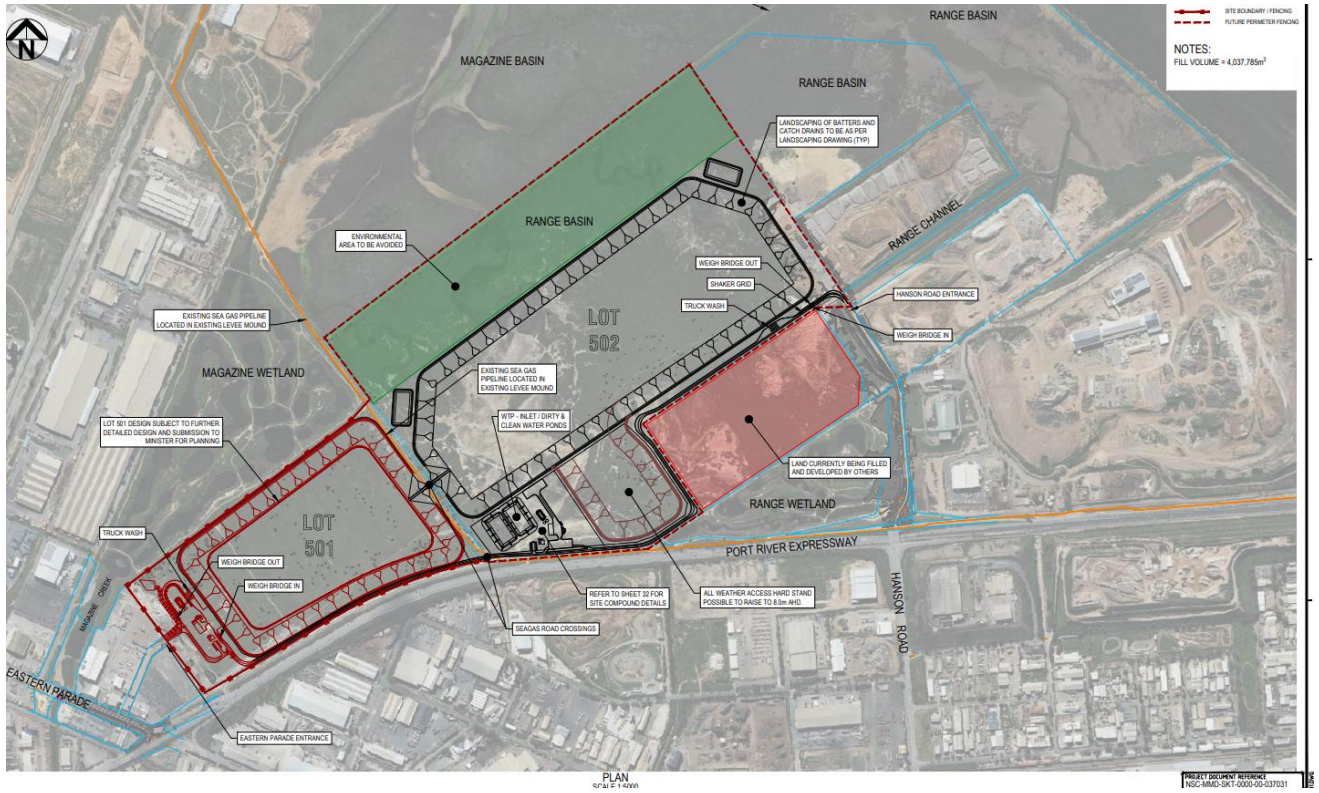 SITE BOUNDARY / FENCING
FUTURE PERIMETER FENCING
NOTES:
FILL VOLUME = 4,037,785m³
N
RANGE BASIN
MAGAZINE BASIN
RANGE BASIN
LANDSCAPING OF BATTERS AND
CATCH DRAINS TO BE AS PER
LANDSCAPING DRAWING (TYP)
RANGE BASIN
RANGE CHANNEL
ENVIRONMENTAL
AREA TO BE AVOIDED
WEIGH BRIDGE OUT
SHAKER GRID
TRUCK WASH
HANSON ROAD ENTRANCE
WEIGH BRIDGE IN
EXISTING SEA GAS PIPELINE
LOCATED IN EXISTING LEVEE MOUND
LOT
502
MAGAZINE WETLAND
EXISTING SEA GAS
PIPELINE LOCATED IN
EXISTING LEVEE MOUND
WTP - INLET / DIRTY &
CLEAN WATER PONDS
LOT 501 DESIGN SUBJECT TO FURTHER
DETAILED DESIGN AND SUBMISSION TO
MINISTER FOR PLANNING
LAND CURRENTLY BEING FILLED
AND DEVELOPED BY OTHERS
RANGE WETLAND
LOT
501
TRUCK WASH
WEIGH BRIDGE OUT
WEIGH BRIDGE IN
PORT RIVER EXPRESSWAY
MAGAZINE CREEK
REFER TO SHEET 32 FOR
SITE COMPOUND DETAILS
ALL WEATHER ACCESS HARD STAND
POSSIBLE TO RAISE TO 6.0m AHD.
HANSON ROAD
SEAGAS ROAD CROSSINGS
EASTERN PARADE
EASTERN PARADE ENTRANCE
PLAN
SCALE 1:5000
PROJECT DOCUMENT REFERENCE
NSC-MMD-SKT-0000-00-037031